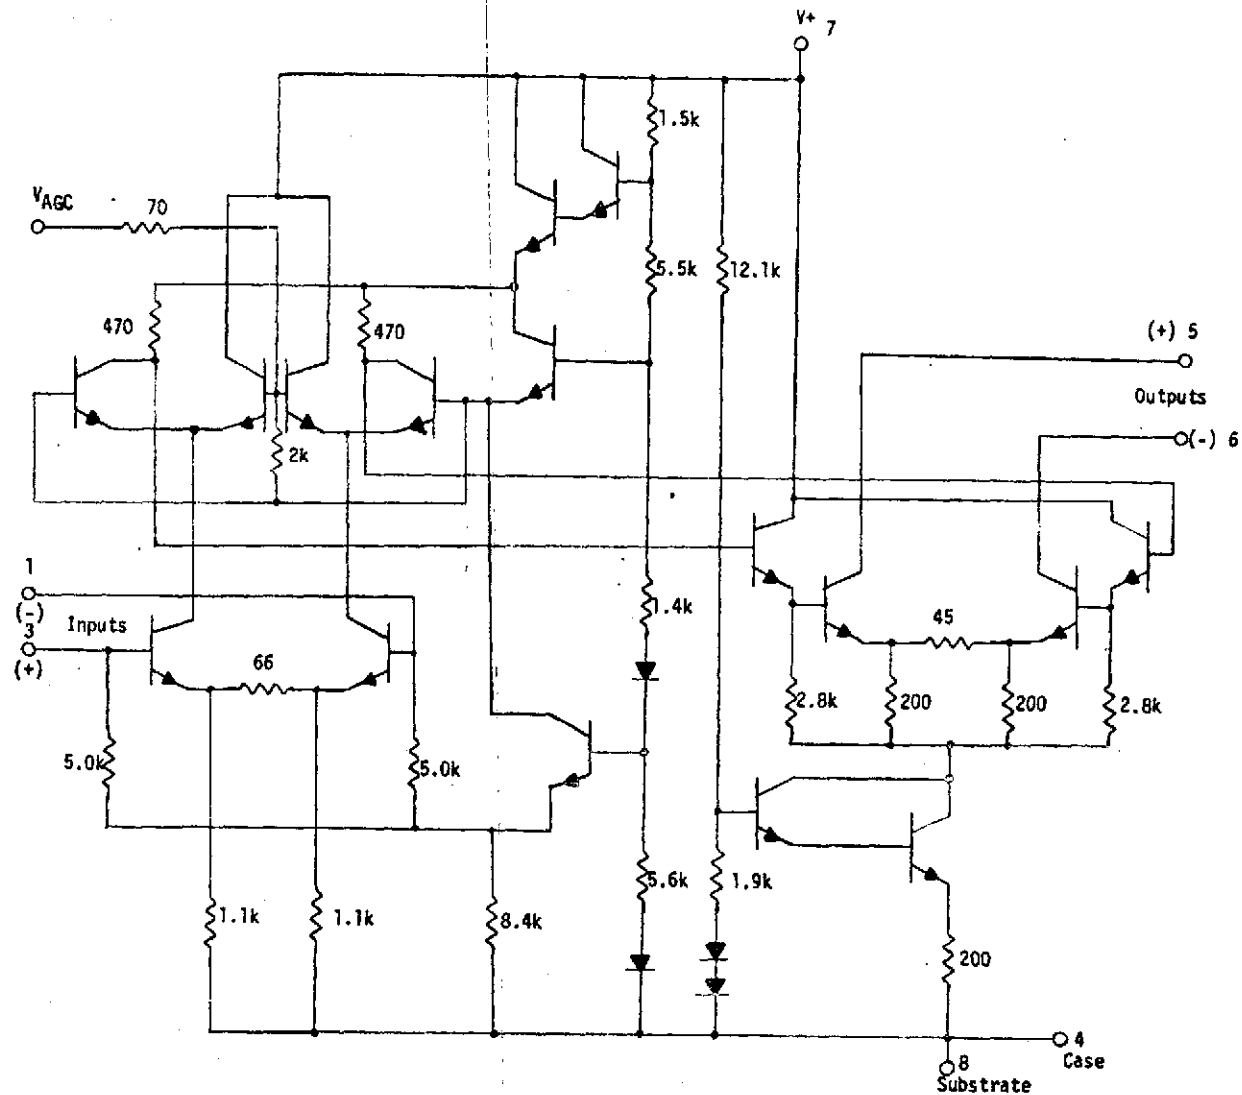 V+ 7
1.5k
VAGC
70
5.5k
12.1k
470
470
(+) 5
Outputs
(-) 6
2k
1
(-)
Inputs
3
(+)
1.4k
66
45
2.8k
200
200
2.8k
5.0k
5.0k
5.6k
1.9k
1.1k
1.1k
8.4k
200
4
Case
8
Substrate